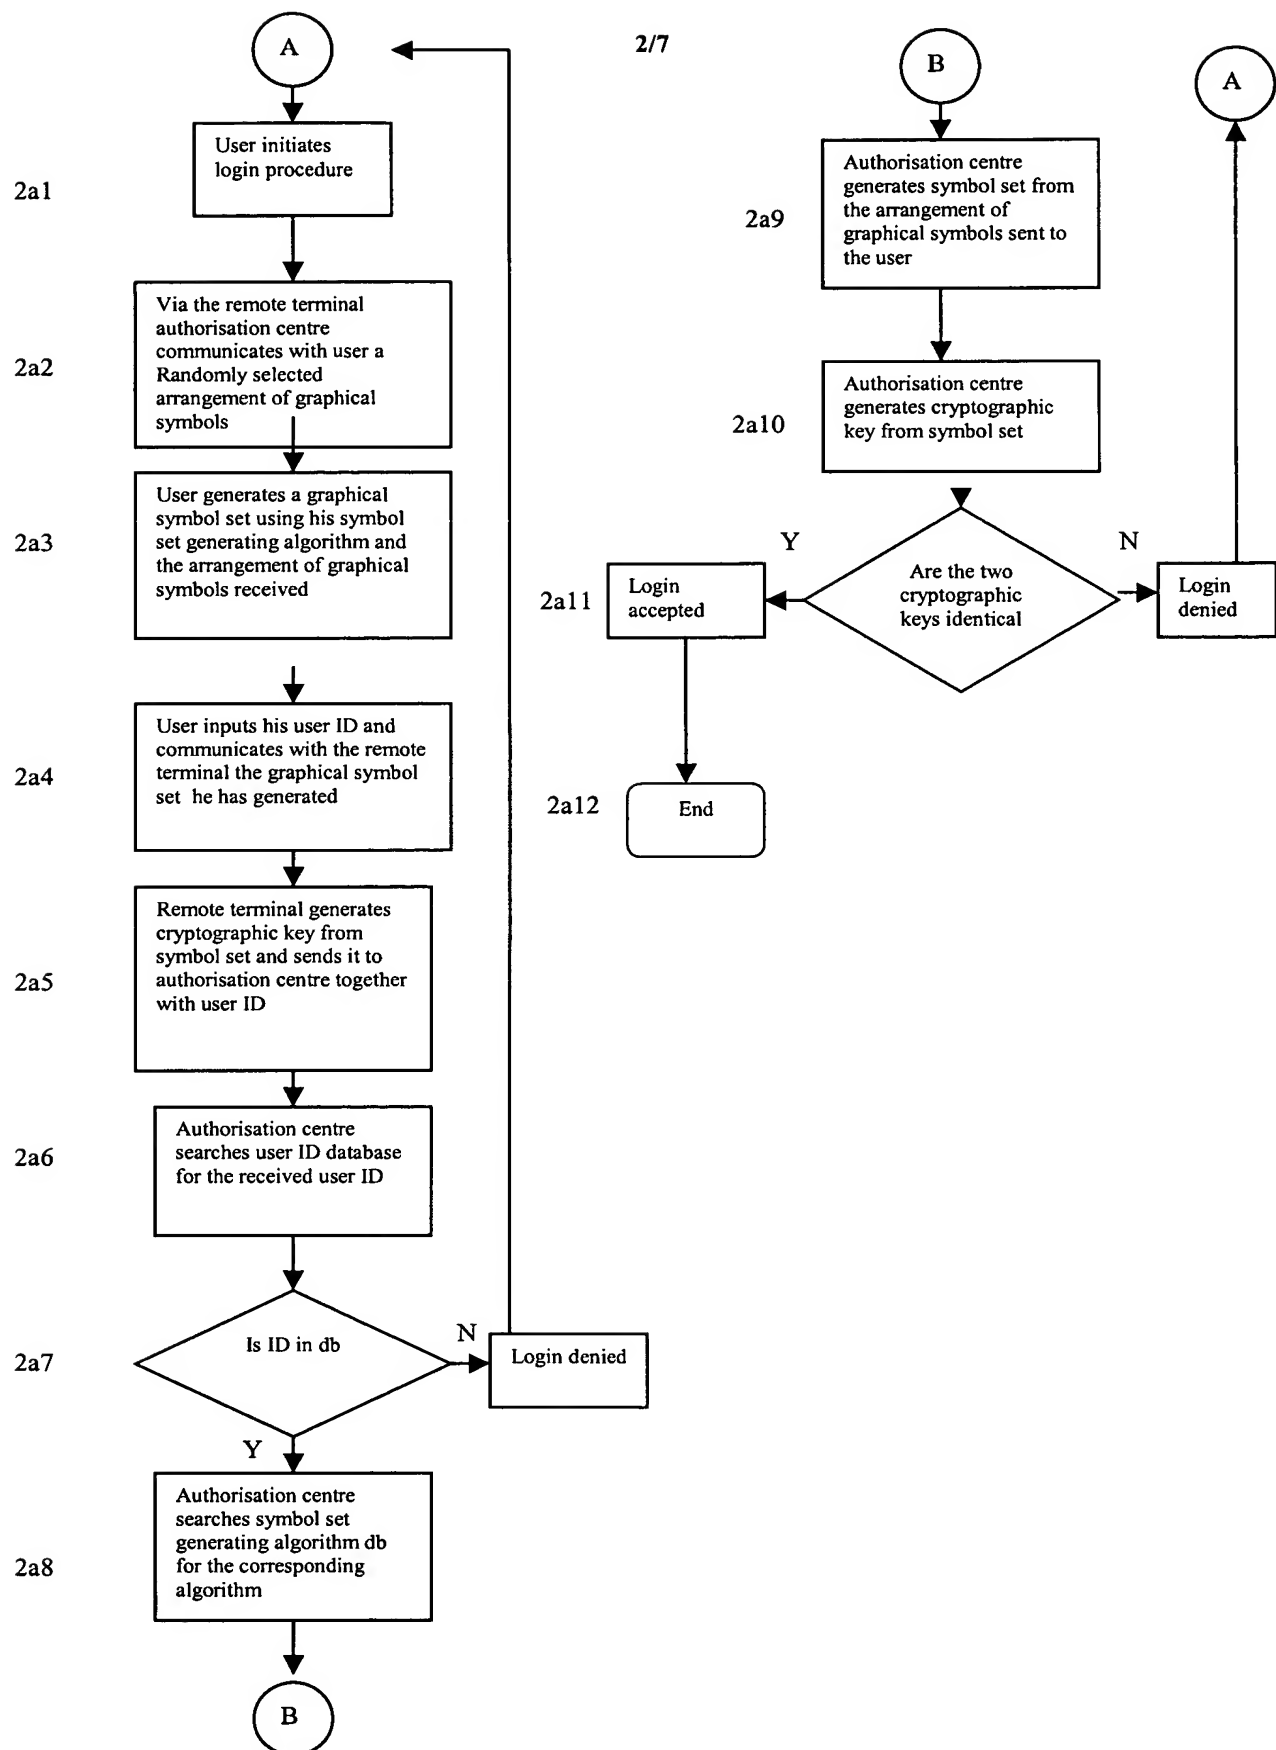 2/7
A
2a1
User initiates
login procedure
2a2
Via the remote terminal
authorisation centre
communicates with user a
Randomly selected
arrangement of graphical
symbols
2a3
User generates a graphical
symbol set using his symbol
set generating algorithm and
the arrangement of graphical
symbols received
2a4
User inputs his user ID and
communicates with the remote
terminal the graphical symbol
set he has generated
2a5
Remote terminal generates
cryptographic key from
symbol set and sends it to
authorisation centre together
with user ID
2a6
Authorisation centre
searches user ID database
for the received user ID
2a7
Is ID in db
N
Login denied
Y
2a8
Authorisation centre
searches symbol set
generating algorithm db
for the corresponding
algorithm
B
B
2a9
Authorisation centre
generates symbol set from
the arrangement of
graphical symbols sent to
the user
2a10
Authorisation centre
generates cryptographic
key from symbol set
Are the two
cryptographic
keys identical
Y
N
2a11
Login
accepted
Login
denied
A
2a12
End